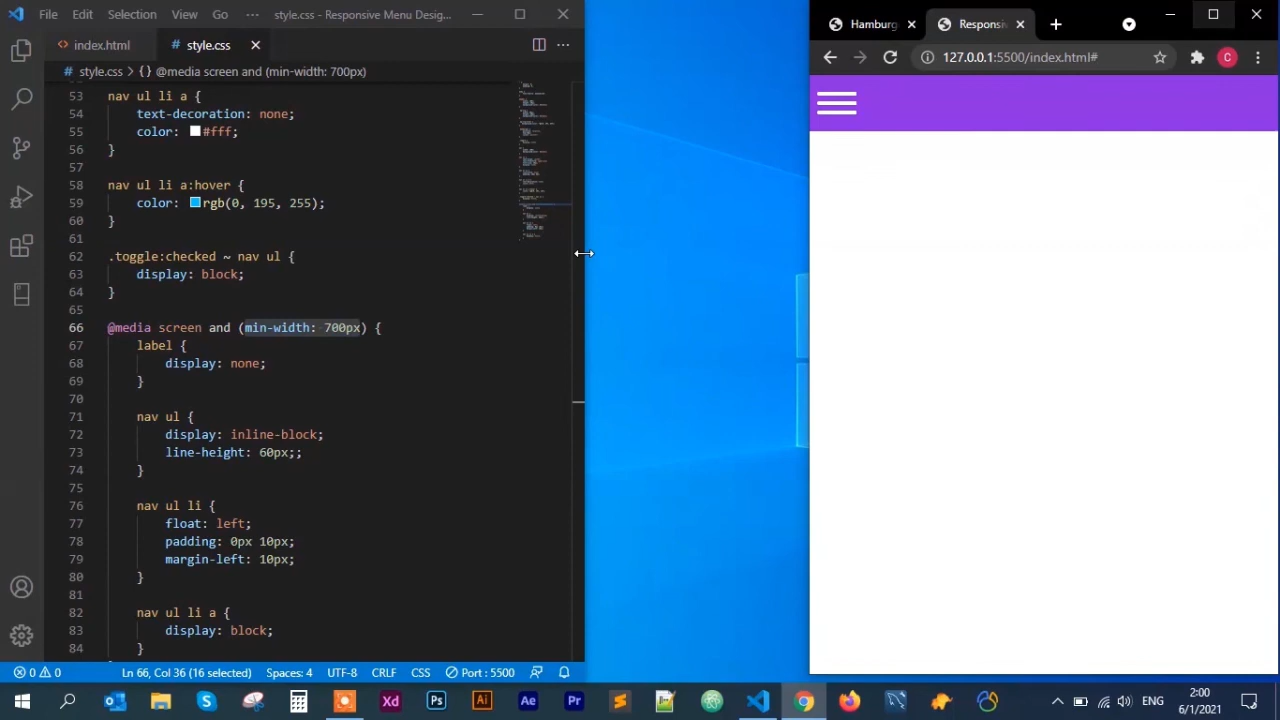 File Edit Selection View Go ··· style.css - Responsive Menu Desig...
index.html style.css
style.css > {} @media screen and (min-width: 700px)
53 nav ul li a {
54 text-decoration: none;
55 color: #fff;
56 }
57
58 nav ul li a:hover {
59 color: rgb(0, 195, 255);
60 }
61
62 .toggle:checked ~ nav ul {
63 display: block;
64 }
65
66 @media screen and (min-width: 700px) {
67 label {
68 display: none;
69 }
70
71 nav ul {
72 display: inline-block;
73 line-height: 60px;;
74 }
75
76 nav ul li {
77 float: left;
78 padding: 0px 10px;
79 margin-left: 10px;
80 }
81
82 nav ul li a {
83 display: block;
84 }
0 0 Ln 66, Col 36 (16 selected) Spaces: 4 UTF-8 CRLF CSS Port : 5500
Hamburg Responsi
127.0.0.1:5500/index.html#
C
Xd Ps Ai Ae Pr
ENG
2:00
6/1/2021